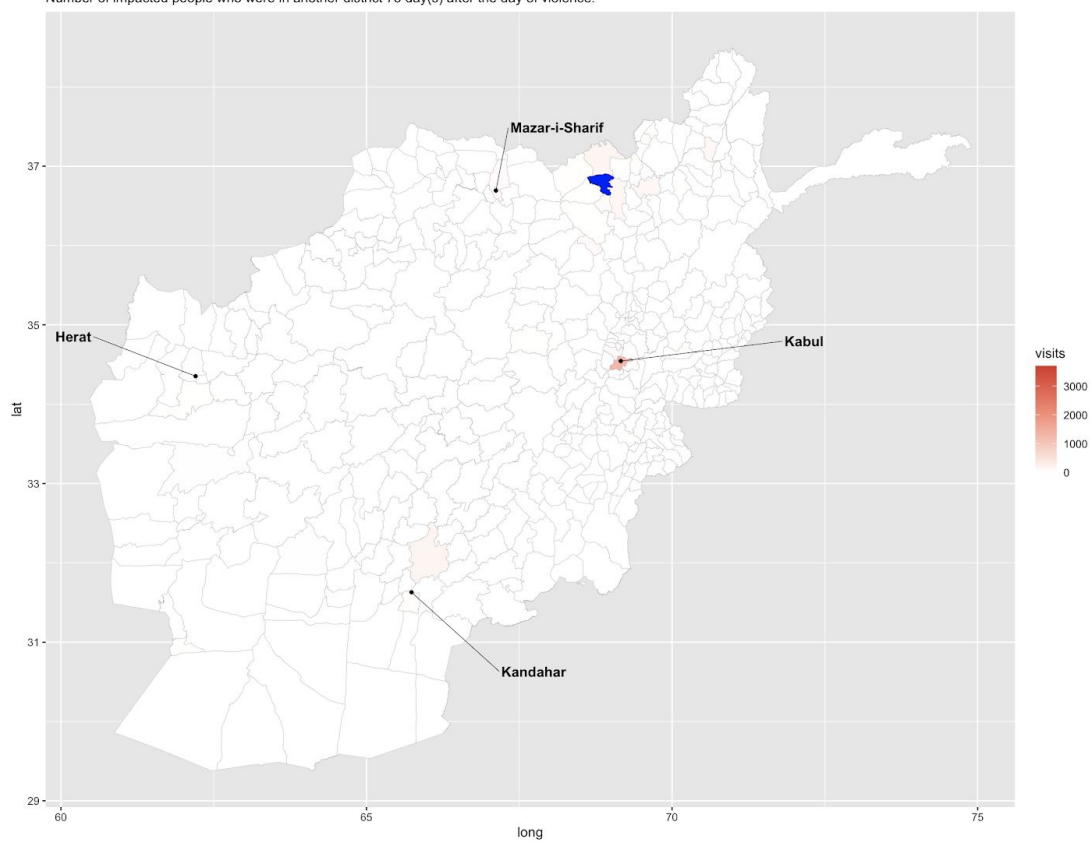 Number of impacted people who were in another district 75 day(s) after the day of violence.
Mazar-i-Sharif
37
35
Herat
Kabul
visits
3000
2000
1000
0
lat
33
31
Kandahar
29
60
65
70
75
long